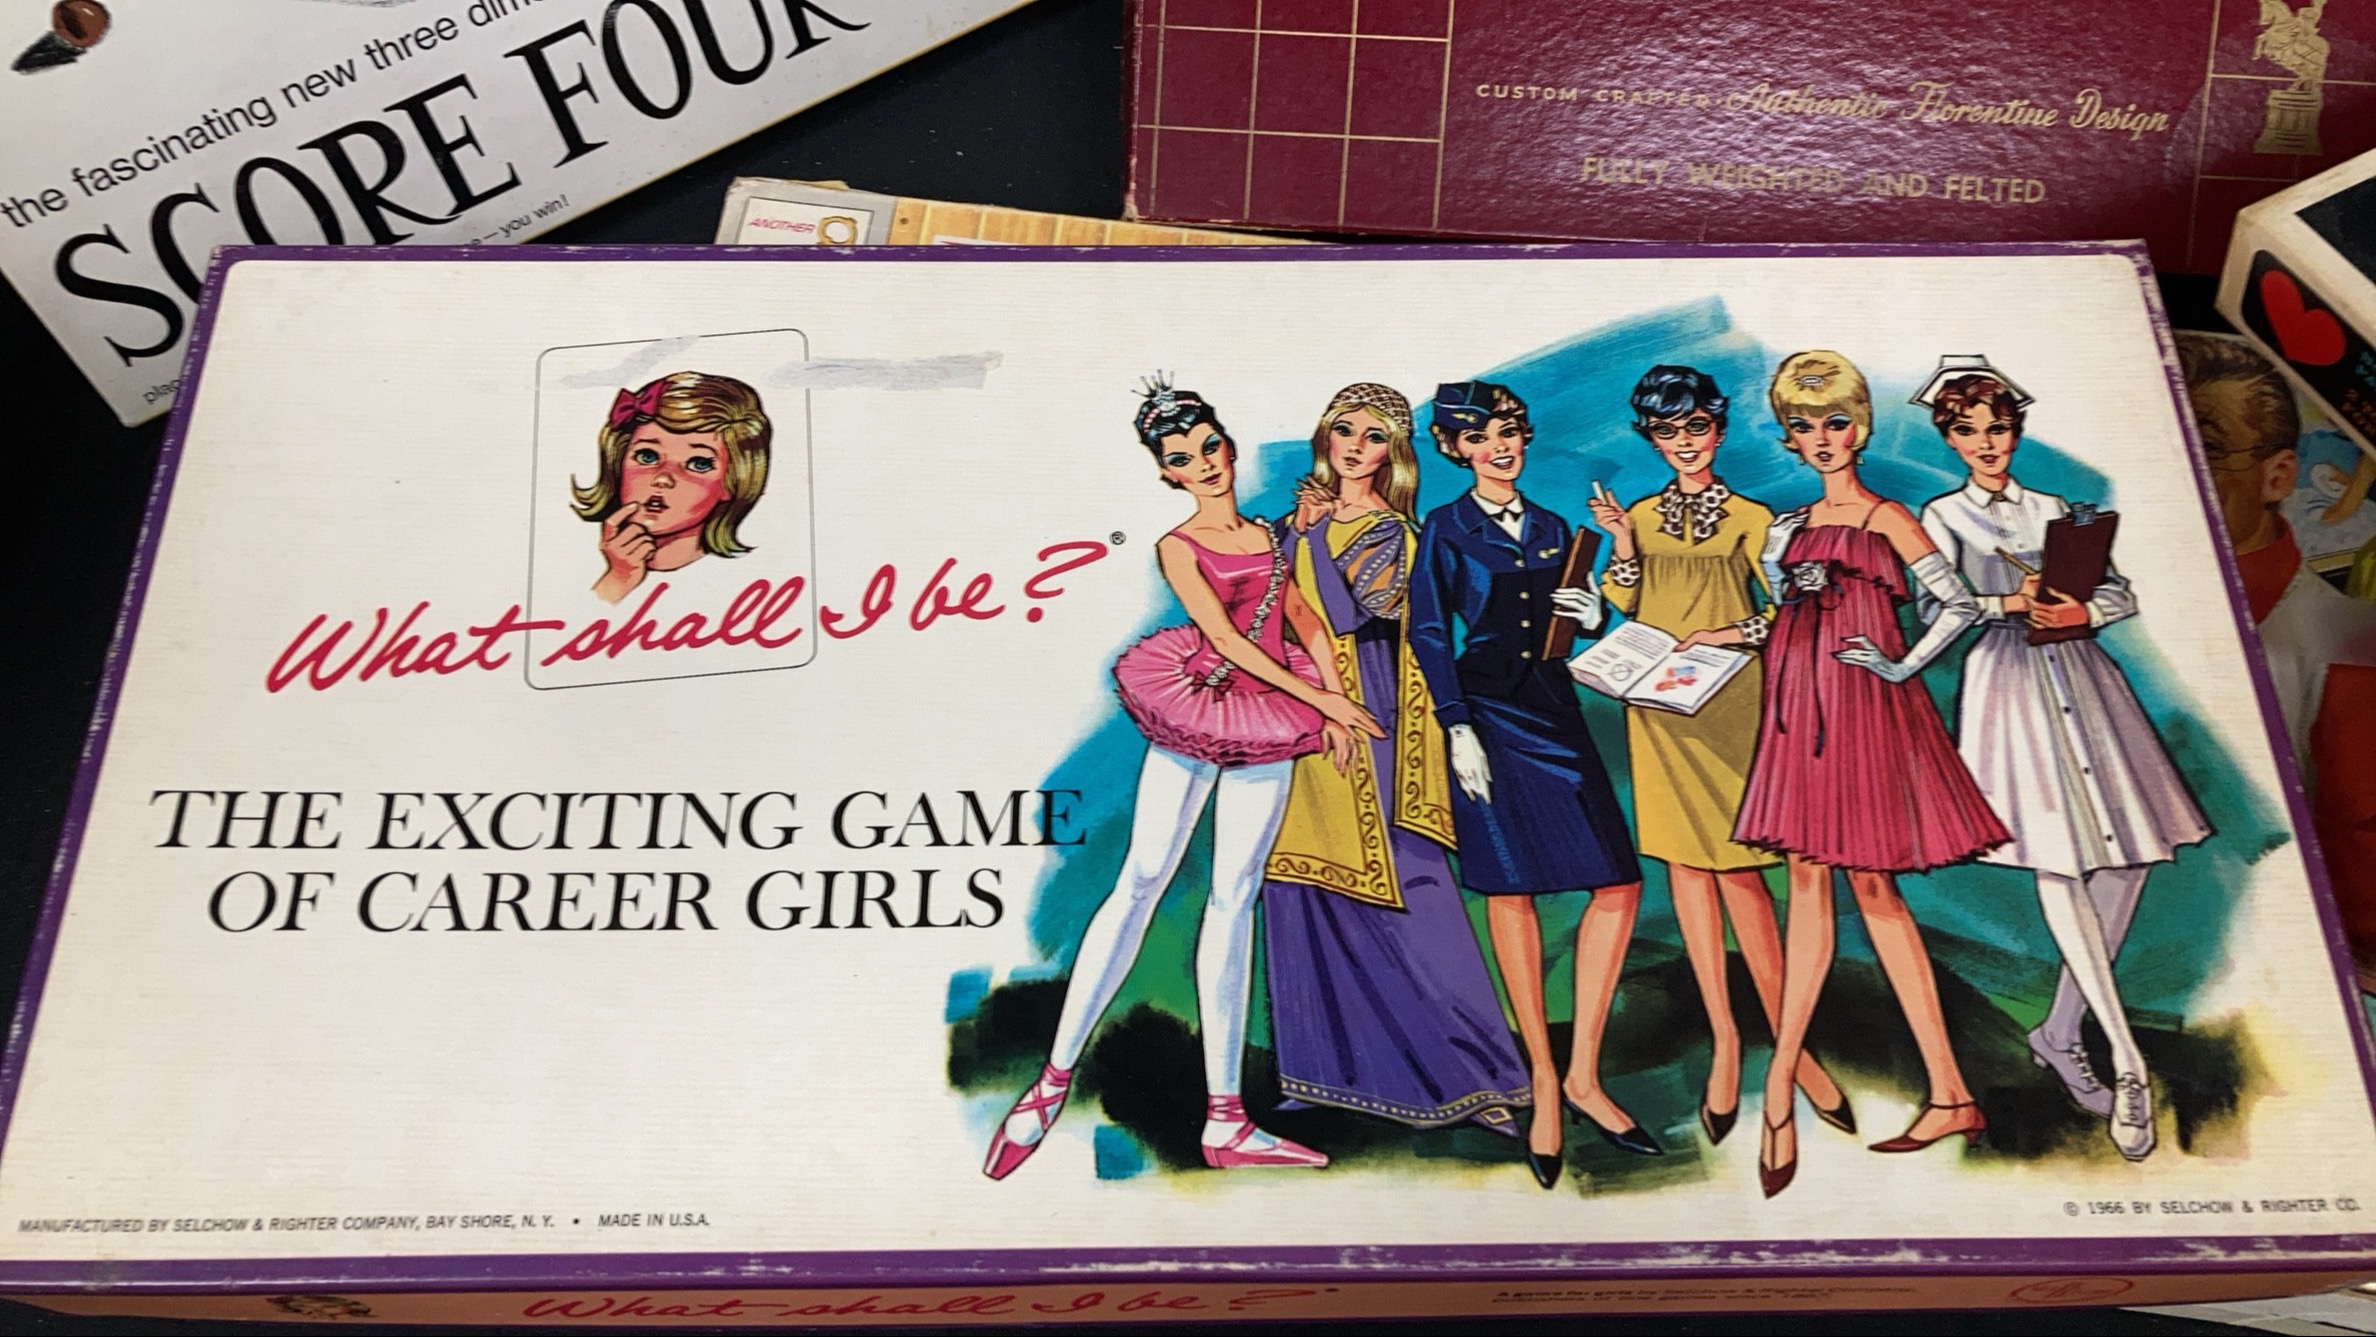 the fascinating new three
SCORE FOUR
you win!
CUSTOM CRAFTED Authentic Florentine Design
FULLY WEIGHTED AND FELTED
ANOTHER
What shall I be?®
THE EXCITING GAME
OF CAREER GIRLS
MANUFACTURED BY SELCHOW & RIGHTER COMPANY, BAY SHORE, N. Y. • MADE IN U.S.A.
© 1966 BY SELCHOW & RIGHTER CO.
What shall I be?